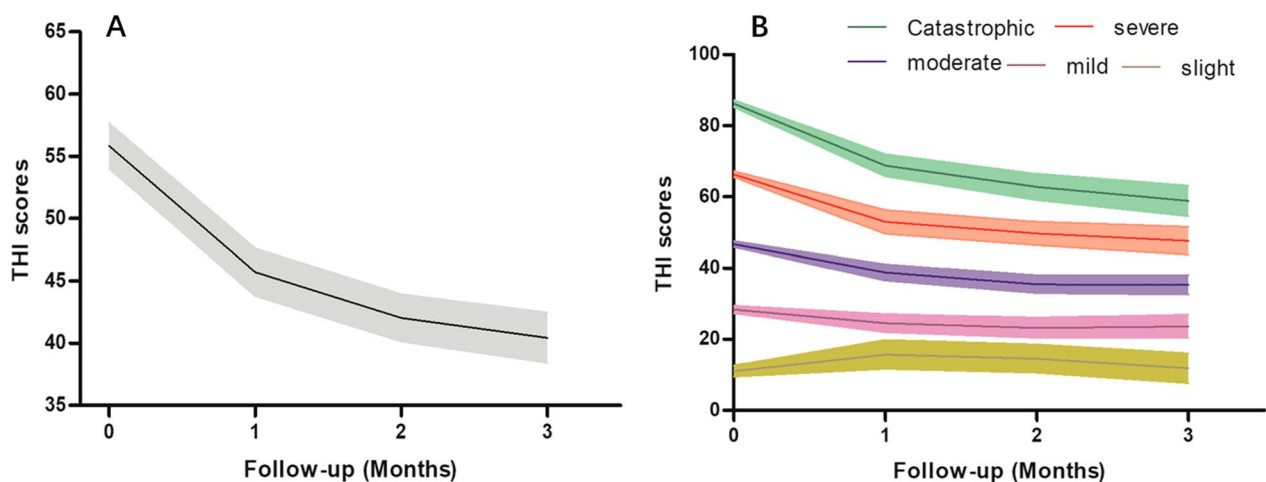 A
65
60
55
50
45
40
35
THI scores
0 1 2 3
Follow-up (Months)
B
Catastrophic severe
moderate mild slight
100
80
60
40
20
0
THI scores
0 1 2 3
Follow-up (Months)